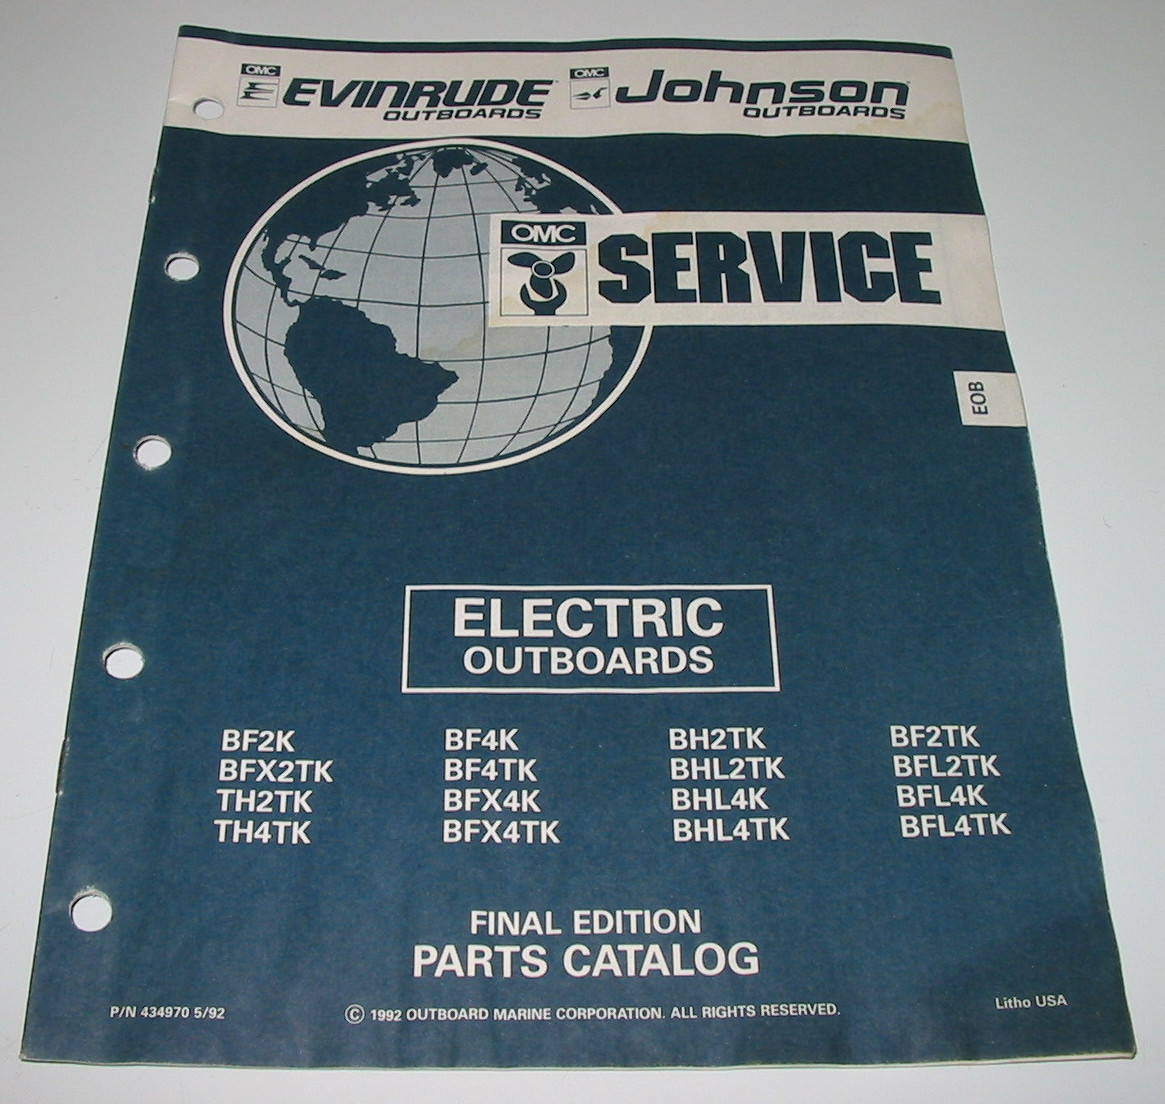 OMC EVINRUDE OMC Johnson
OUTBOARDS OUTBOARDS
OMC SERVICE
EOB
ELECTRIC
OUTBOARDS
BF2K BF4K BH2TK BF2TK
BFX2TK BF4TK BHL2TK BFL2TK
TH2TK BFX4K BHL4K BFL4K
TH4TK BFX4TK BHL4TK BFL4TK
FINAL EDITION
PARTS CATALOG
P/N 434970 5/92 © 1992 OUTBOARD MARINE CORPORATION. ALL RIGHTS RESERVED. Litho USA